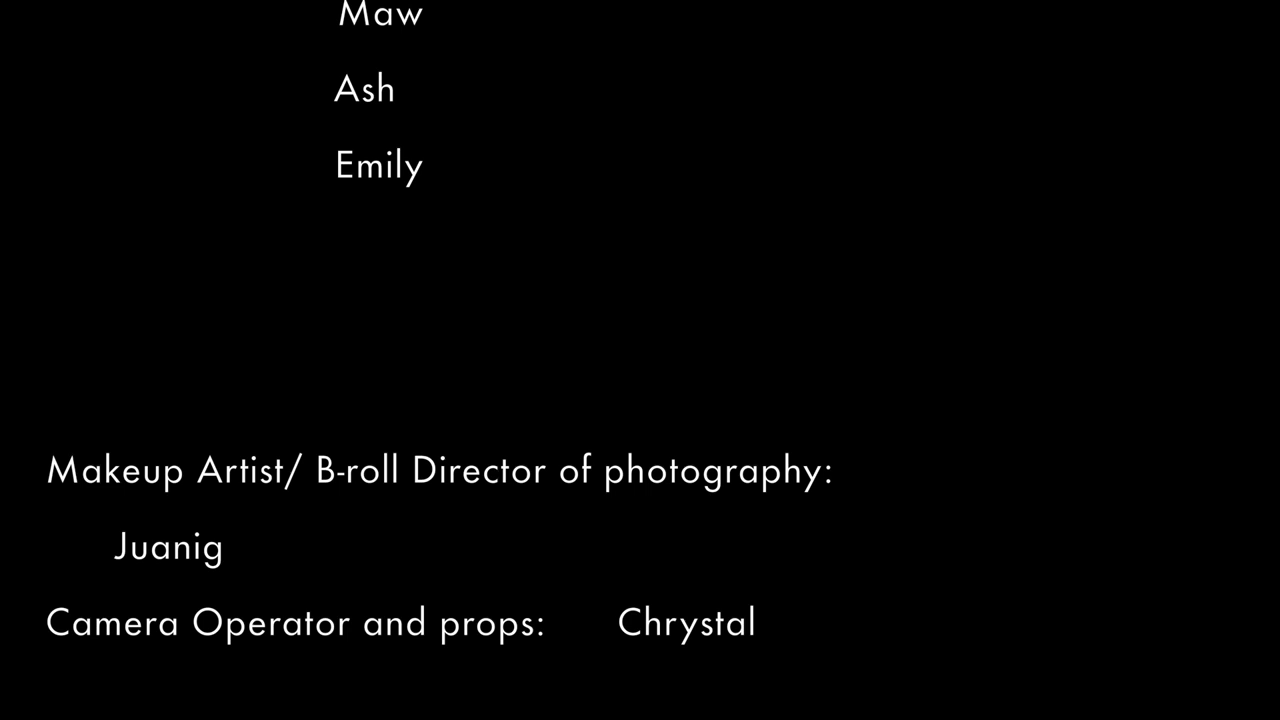 Maw
Ash
Emily
Makeup Artist/ B-roll Director of photography:
Juanig
Camera Operator and props: Chrystal